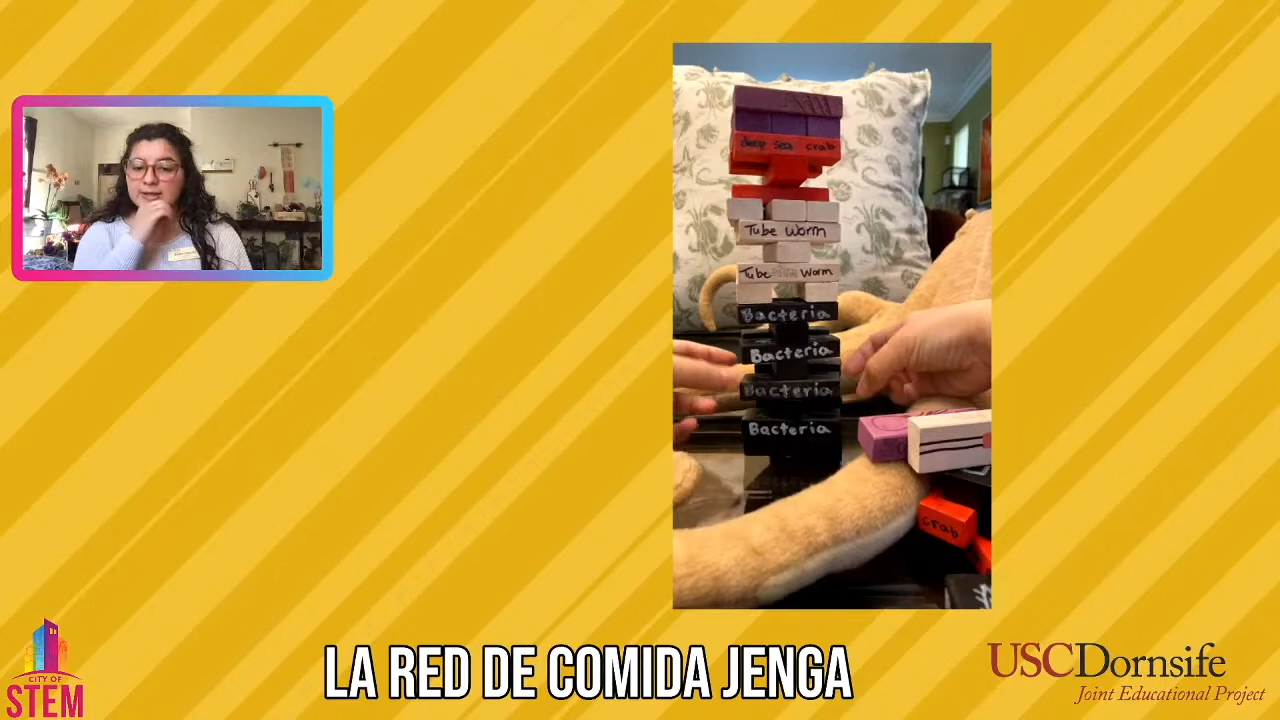 deep sea crab
Tube Worm
Tube Worm
Bacteria
Bacteria
Bacteria
Bacteria
crab
CITY OF
STEM
LA RED DE COMIDA JENGA
USCDornsife
Joint Educational Project